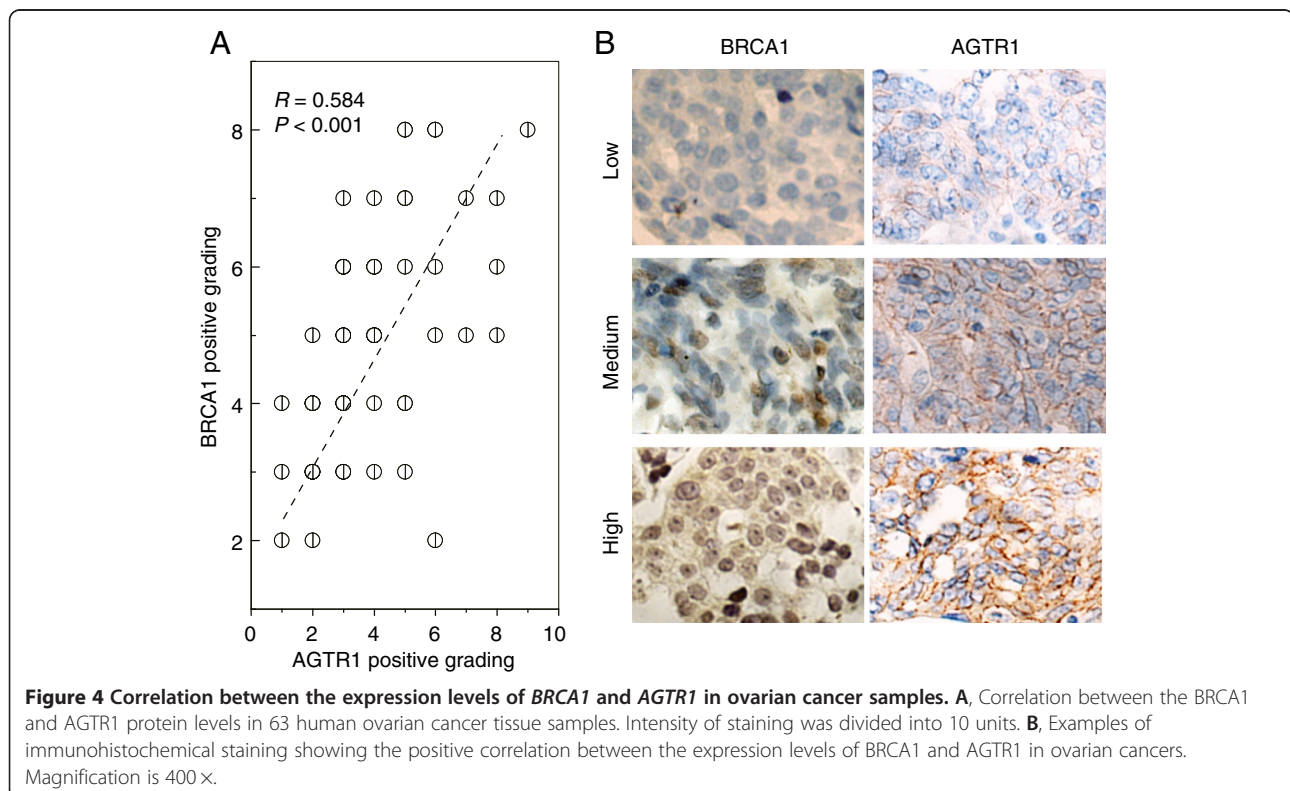 A
R = 0.584
P < 0.001
8
6
4
2
BRCA1 positive grading
0 2 4 6 8 10
AGTR1 positive grading
B
BRCA1 AGTR1
Low
Medium
High
Figure 4 Correlation between the expression levels of BRCA1 and AGTR1 in ovarian cancer samples. A, Correlation between the BRCA1
and AGTR1 protein levels in 63 human ovarian cancer tissue samples. Intensity of staining was divided into 10 units. B, Examples of
immunohistochemical staining showing the positive correlation between the expression levels of BRCA1 and AGTR1 in ovarian cancers.
Magnification is 400 ×.